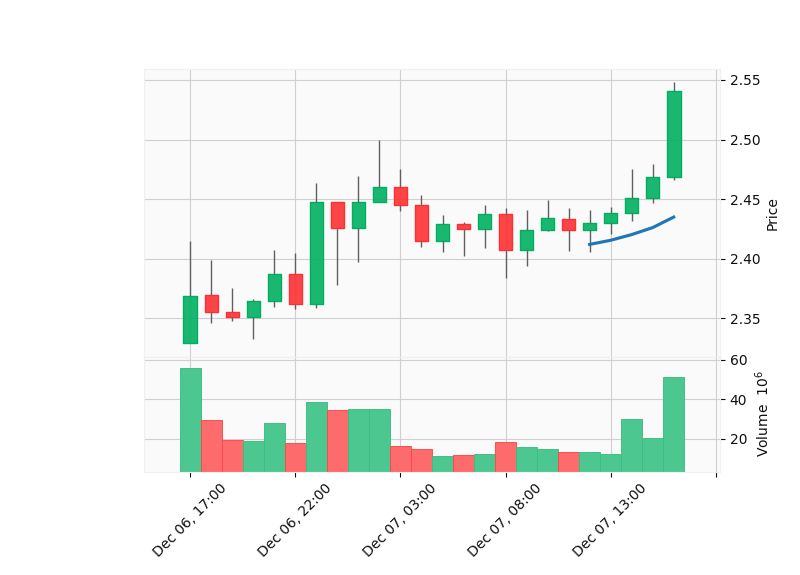 2.55
2.50
2.45
2.40
2.35
Price
60
40
20
Volume 10^6
Dec 06, 17:00
Dec 06, 22:00
Dec 07, 03:00
Dec 07, 08:00
Dec 07, 13:00